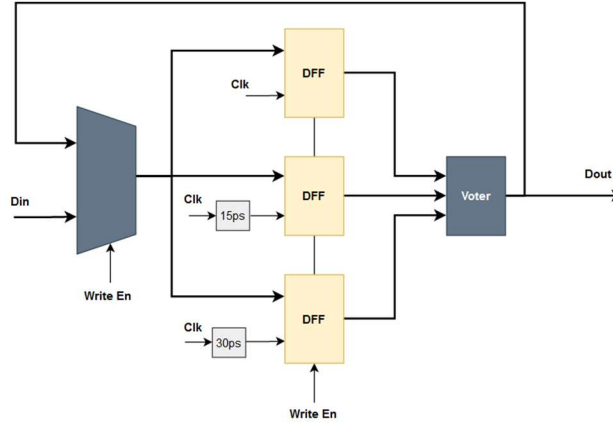 DFF
Clk
DFF
Voter
Dout
Din
Clk
15ps
Write En
DFF
Clk
30ps
Write En